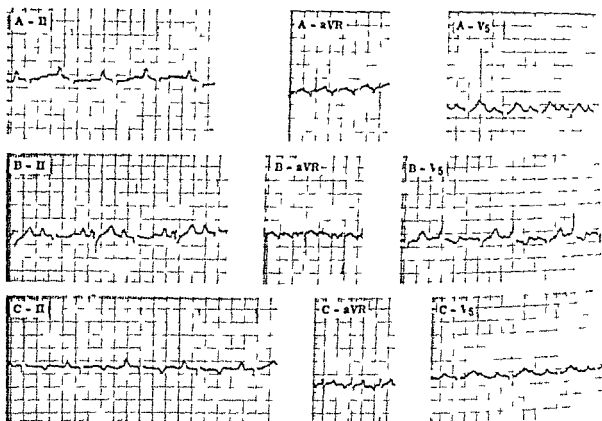 A - II
A - aVR
A - V5
B - II
B - aVR
B - V5
C - II
C - aVR
C - V5